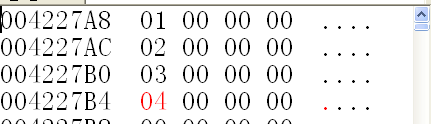 004227A8 01 00 00 00 ....
004227AC 02 00 00 00 ....
004227B0 03 00 00 00 ....
004227B4 04 00 00 00 ....